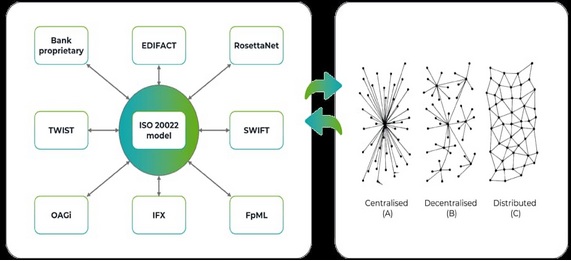 Bank
proprietary
EDIFACT
RosettaNet
TWIST
ISO 20022
model
SWIFT
OAGi
IFX
FpML
Centralised
(A)
Decentralised
(B)
Distributed
(C)